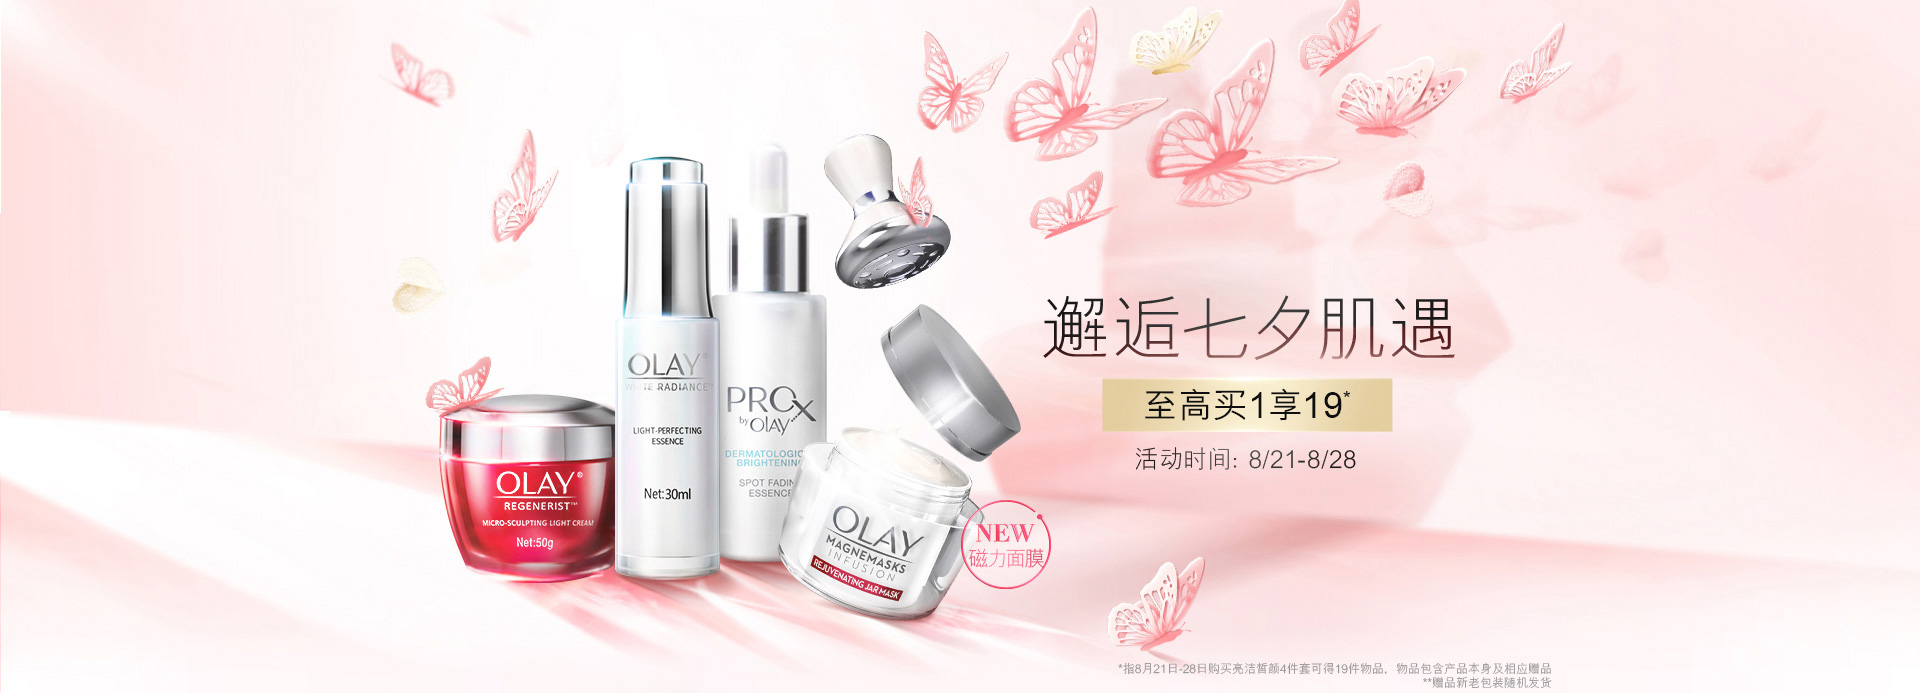 OLAY®
REGENERIST™
MICRO-SCULPTING LIGHT CREAM
Net:50g
OLAY®
WHITE RADIANCE™
LIGHT-PERFECTING
ESSENCE
Net:30ml
PROX
by Olay
DERMATOLOGIC
BRIGHTENING
SPOT FADIN
ESSENCE
OLAY
MAGNEMASKS
INFUSION
REJUVENATING JAR MASK
NEW
磁力面膜
邂逅七夕肌遇
至高买1享19*
活动时间: 8/21-8/28
*指8月21日-28日购买亮洁皙颜4件套可得19件物品，物品包含产品本身及相应赠品
**赠品新老包装随机发货